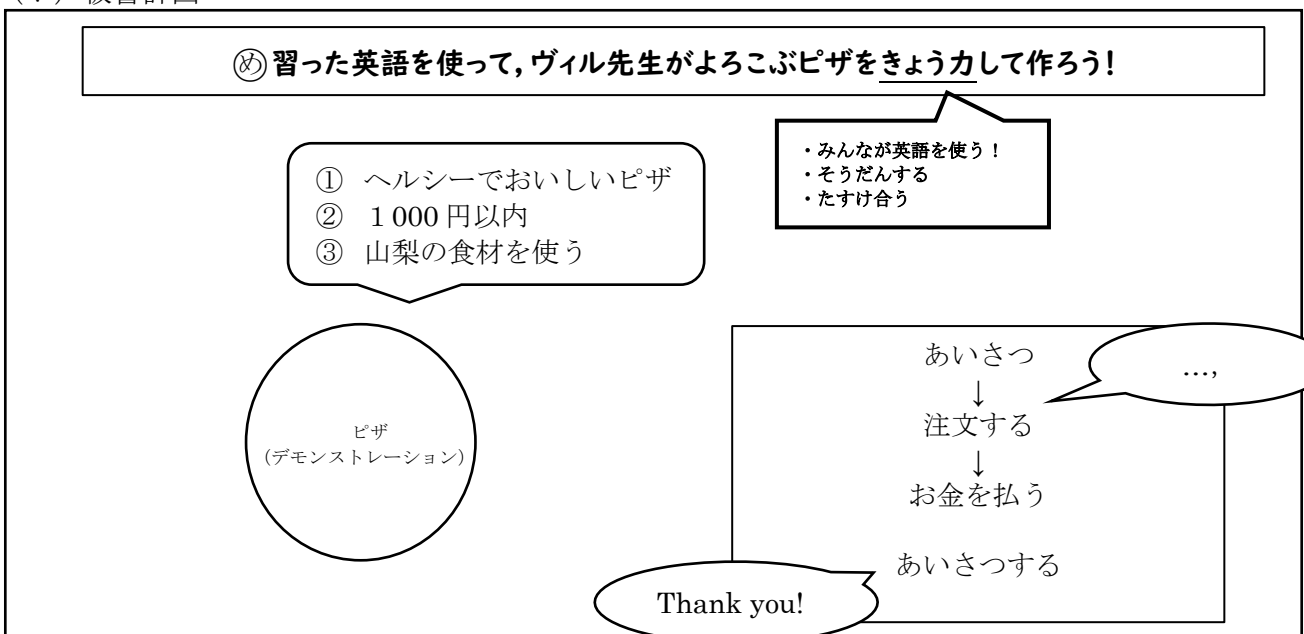 ㋱習った英語を使って，ヴィル先生がよろこぶピザをきょう力して作ろう！
・みんなが英語を使う！
・そうだんする
・たすけ合う
① ヘルシーでおいしいピザ
② １000円以内
③ 山梨の食材を使う
ピザ
（デモンストレーション）
あいさつ
↓
注文する
↓
お金を払う
あいさつする
…,
Thank you!